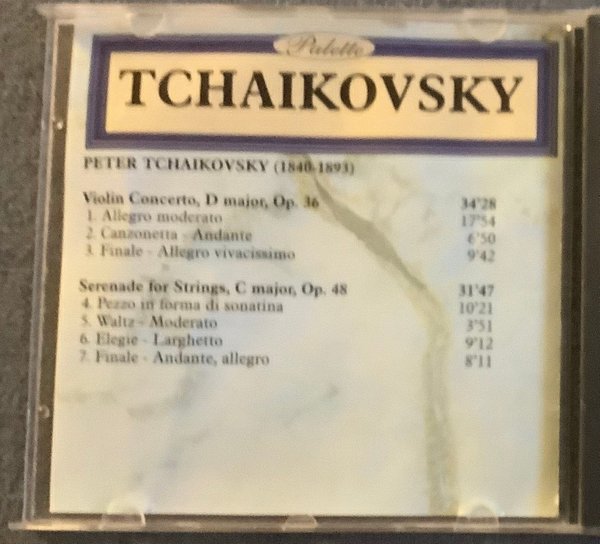 Palette
TCHAIKOVSKY
PETER TCHAIKOVSKY (1840-1893)
Violin Concerto, D major, Op. 36 34'28
1. Allegro moderato 17'54
2. Canzonetta - Andante 6'50
3. Finale - Allegro vivacissimo 9'42
Serenade for Strings, C major, Op. 48 31'47
4. Pezzo in forma di sonatina 10'21
5. Waltz - Moderato 3'51
6. Elegie - Larghetto 9'12
7. Finale - Andante, allegro 8'11